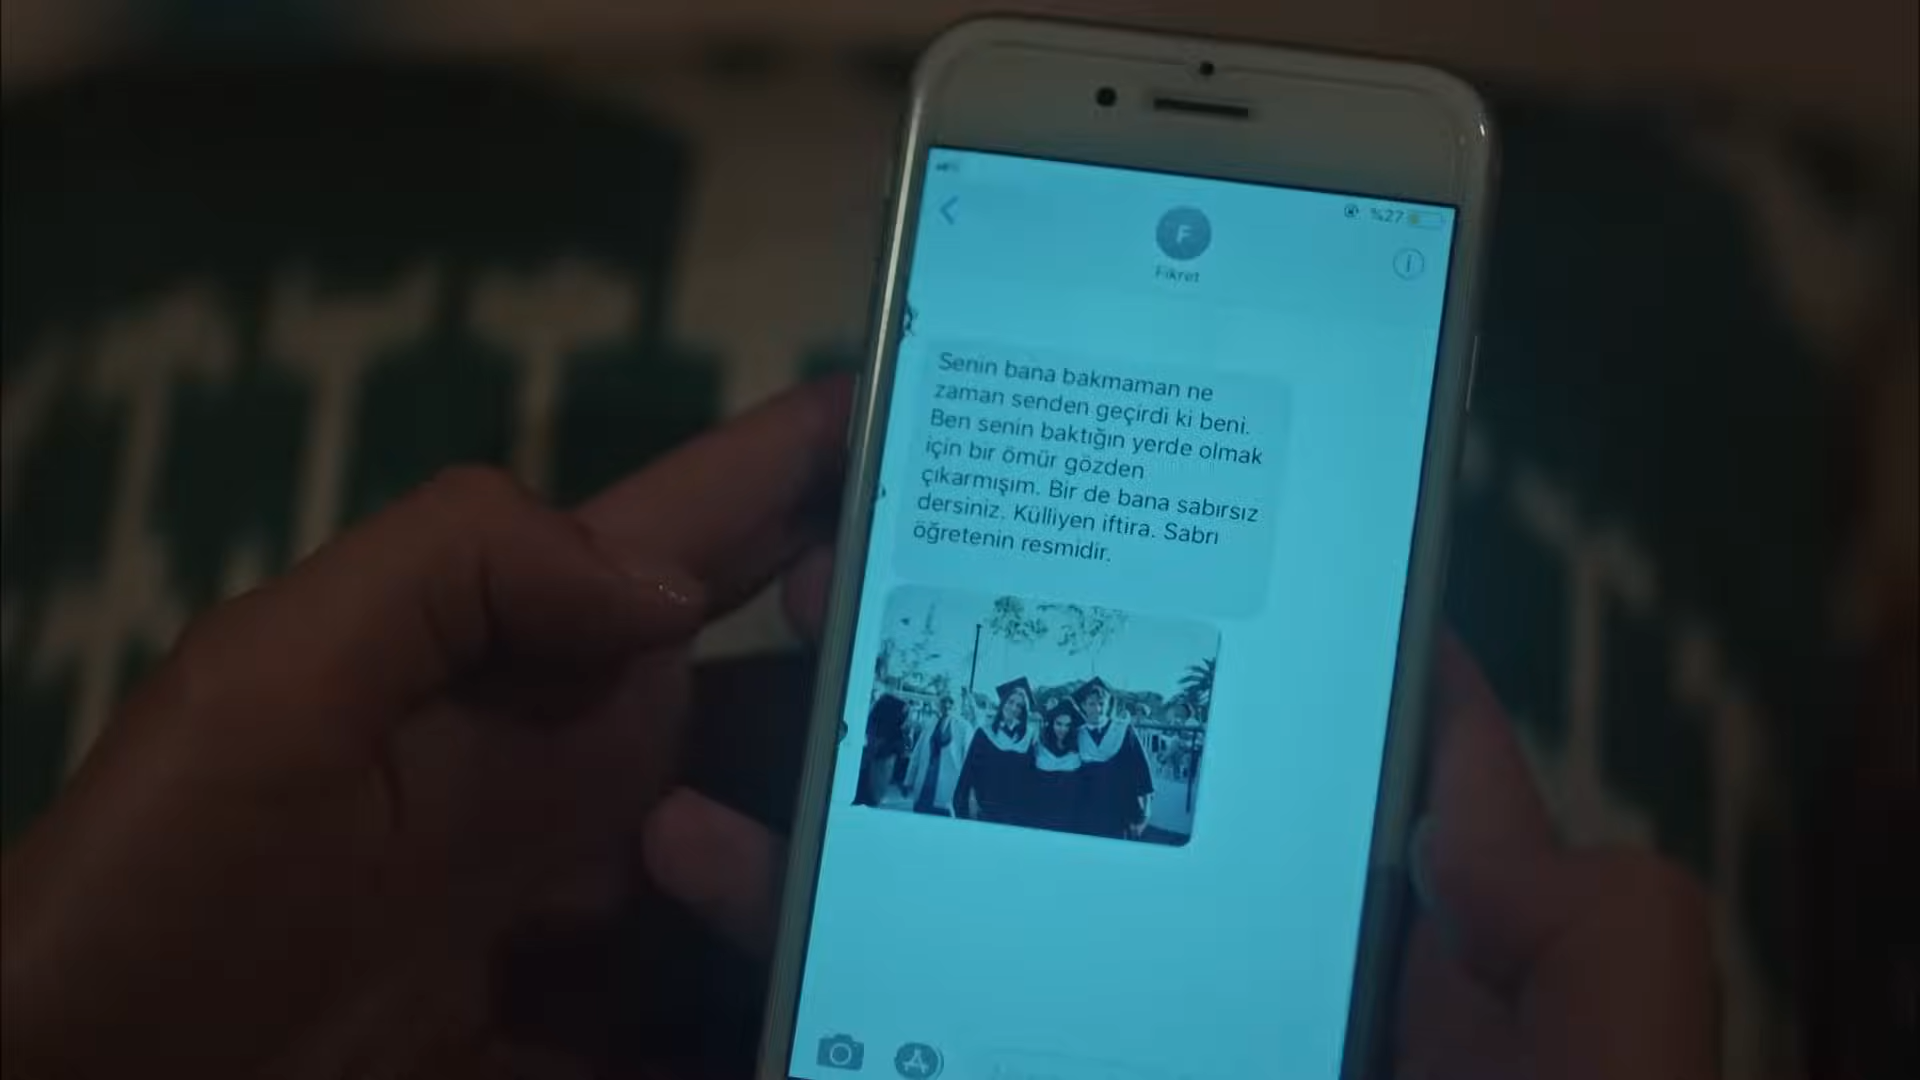 %27
F
Fikret
Senin bana bakmaman ne
zaman senden geçirdi ki beni.
Ben senin baktığın yerde olmak
için bir ömür gözden
çıkarmışım. Bir de bana sabırsız
dersiniz. Külliyen iftira. Sabrı
öğretenin resmidir.